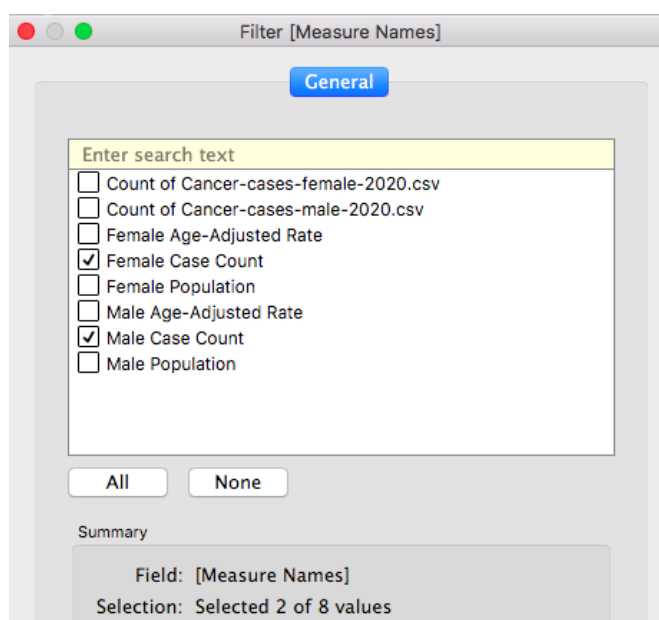 Filter [Measure Names]
General
Enter search text
Count of Cancer-cases-female-2020.csv
Count of Cancer-cases-male-2020.csv
Female Age-Adjusted Rate
Female Case Count
Female Population
Male Age-Adjusted Rate
Male Case Count
Male Population
All None
Summary
Field: [Measure Names]
Selection: Selected 2 of 8 values